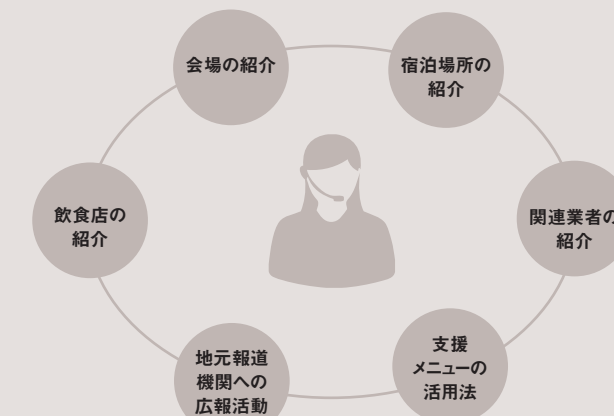 会場の紹介
宿泊場所の
紹介
飲食店の
紹介
関連業者の
紹介
地元報道
機関への
広報活動
支援
メニューの
活用法